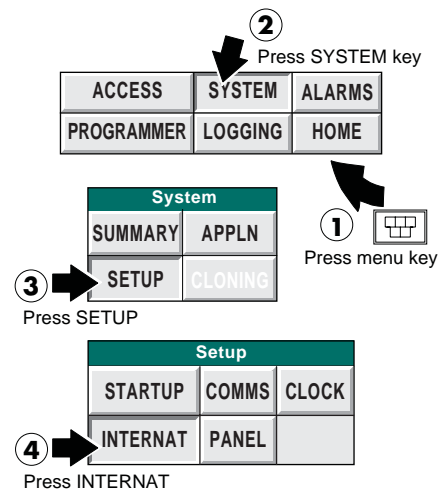 2
Press SYSTEM key
ACCESS SYSTEM ALARMS
PROGRAMMER LOGGING HOME
1
Press menu key
System
SUMMARY APPLN
SETUP CLONING
3
Press SETUP
Setup
STARTUP COMMS CLOCK
INTERNAT PANEL
4
Press INTERNAT